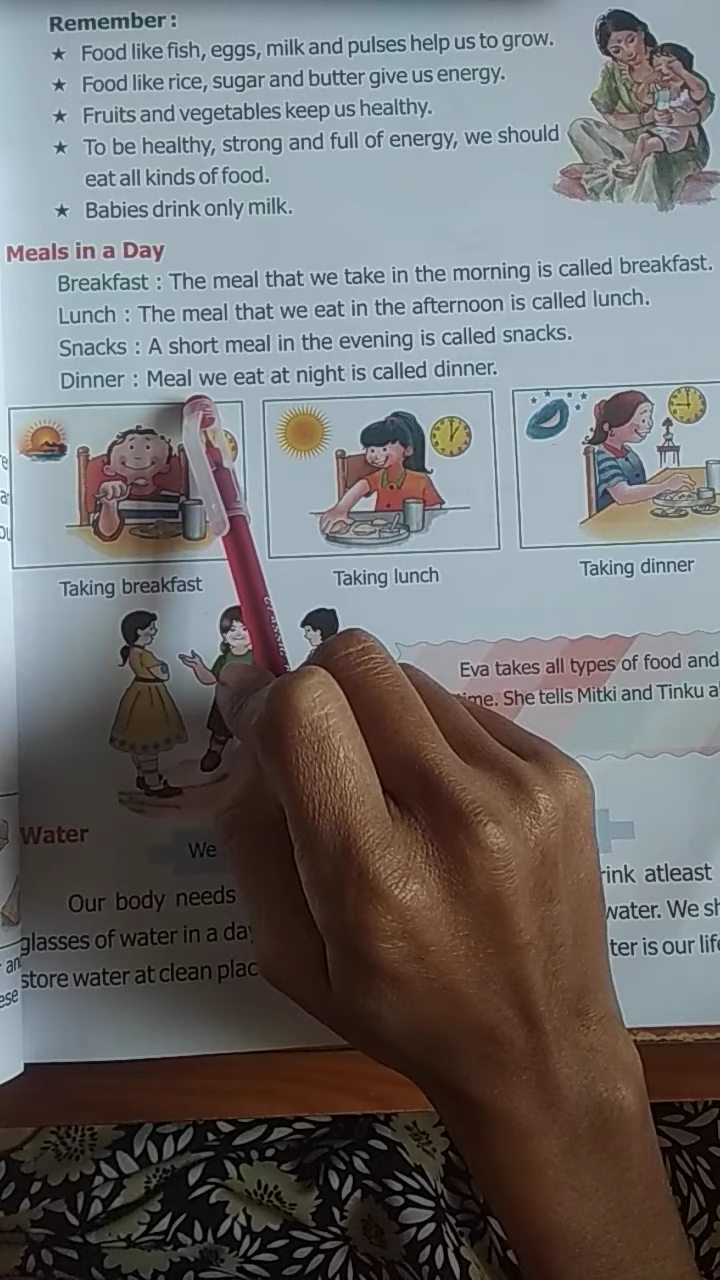 Remember :
★ Food like fish, eggs, milk and pulses help us to grow.
★ Food like rice, sugar and butter give us energy.
★ Fruits and vegetables keep us healthy.
★ To be healthy, strong and full of energy, we should
eat all kinds of food.
★ Babies drink only milk.
Meals in a Day
Breakfast : The meal that we take in the morning is called breakfast.
Lunch : The meal that we eat in the afternoon is called lunch.
Snacks : A short meal in the evening is called snacks.
Dinner : Meal we eat at night is called dinner.
Taking breakfast
Taking lunch
Taking dinner
Eva takes all types of food and
She tells Mitki and Tinku
Water
We
Our body needs
atleast
glasses of water in a
water. We
store water at clean
is our